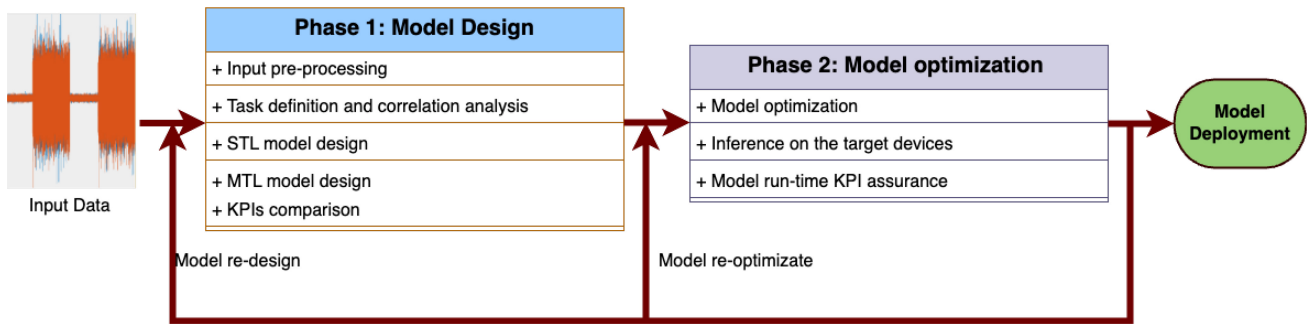 Phase 1: Model Design
+ Input pre-processing
+ Task definition and correlation analysis
+ STL model design
+ MTL model design
+ KPIs comparison
Phase 2: Model optimization
+ Model optimization
+ Inference on the target devices
+ Model run-time KPI assurance
Model
Deployment
Input Data
Model re-design
Model re-optimizate